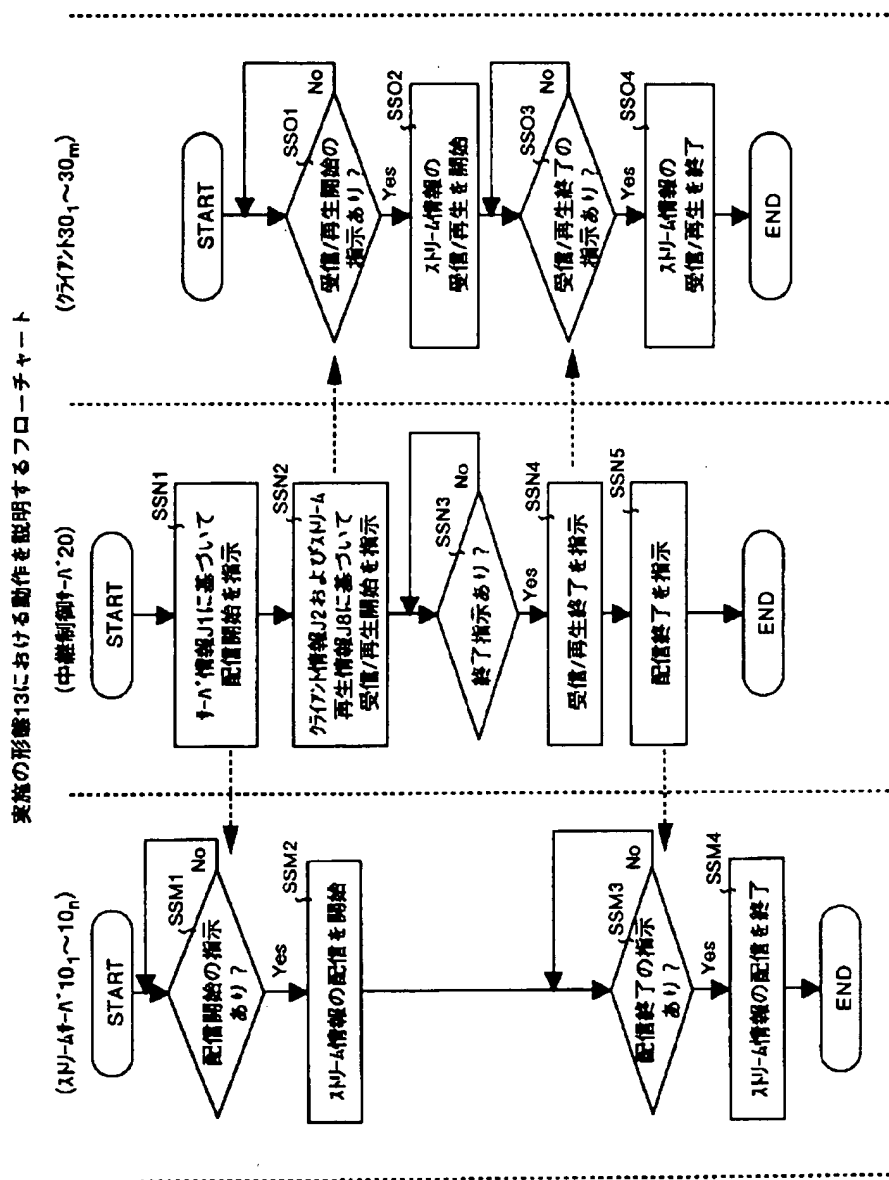 実施の形態13における動作を説明するフローチャート
(ストリームサーバ10₁~10ₙ)
START
SSM1
配信開始の指示
あり?
No
Yes
SSM2
ストリーム情報の配信を開始
SSM3
配信終了の指示
あり?
No
Yes
SSM4
ストリーム情報の配信を終了
END
(中継制御サーバ20)
START
SSN1
サーバ情報J1に基づいて
配信開始を指示
SSN2
クライアント情報J2およびストリーム
再生情報J8に基づいて
受信/再生開始を指示
SSN3
終了指示あり?
No
Yes
SSN4
受信/再生終了を指示
SSN5
配信終了を指示
END
(クライアント30₁~30ₘ)
START
SSO1
受信/再生開始の
指示あり?
No
Yes
SSO2
ストリーム情報の
受信/再生を開始
SSO3
受信/再生終了の
指示あり?
No
Yes
SSO4
ストリーム情報の
受信/再生を終了
END